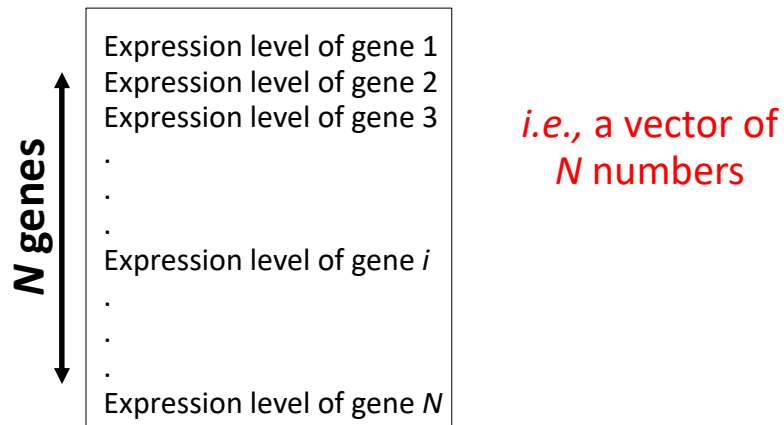 N genes
Expression level of gene 1
Expression level of gene 2
Expression level of gene 3
.
.
.
Expression level of gene i
.
.
.
Expression level of gene N
i.e., a vector of
N numbers